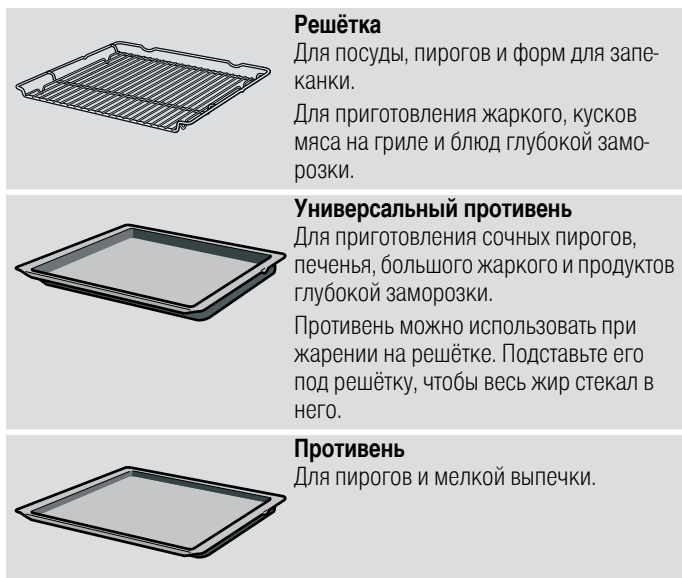 Решётка
Для посуды, пирогов и форм для запе-
канки.
Для приготовления жаркого, кусков
мяса на гриле и блюд глубокой замо-
розки.
Универсальный противень
Для приготовления сочных пирогов,
печенья, большого жаркого и продуктов
глубокой заморозки.
Противень можно использовать при
жарении на решётке. Подставьте его
под решётку, чтобы весь жир стекал в
него.
Противень
Для пирогов и мелкой выпечки.